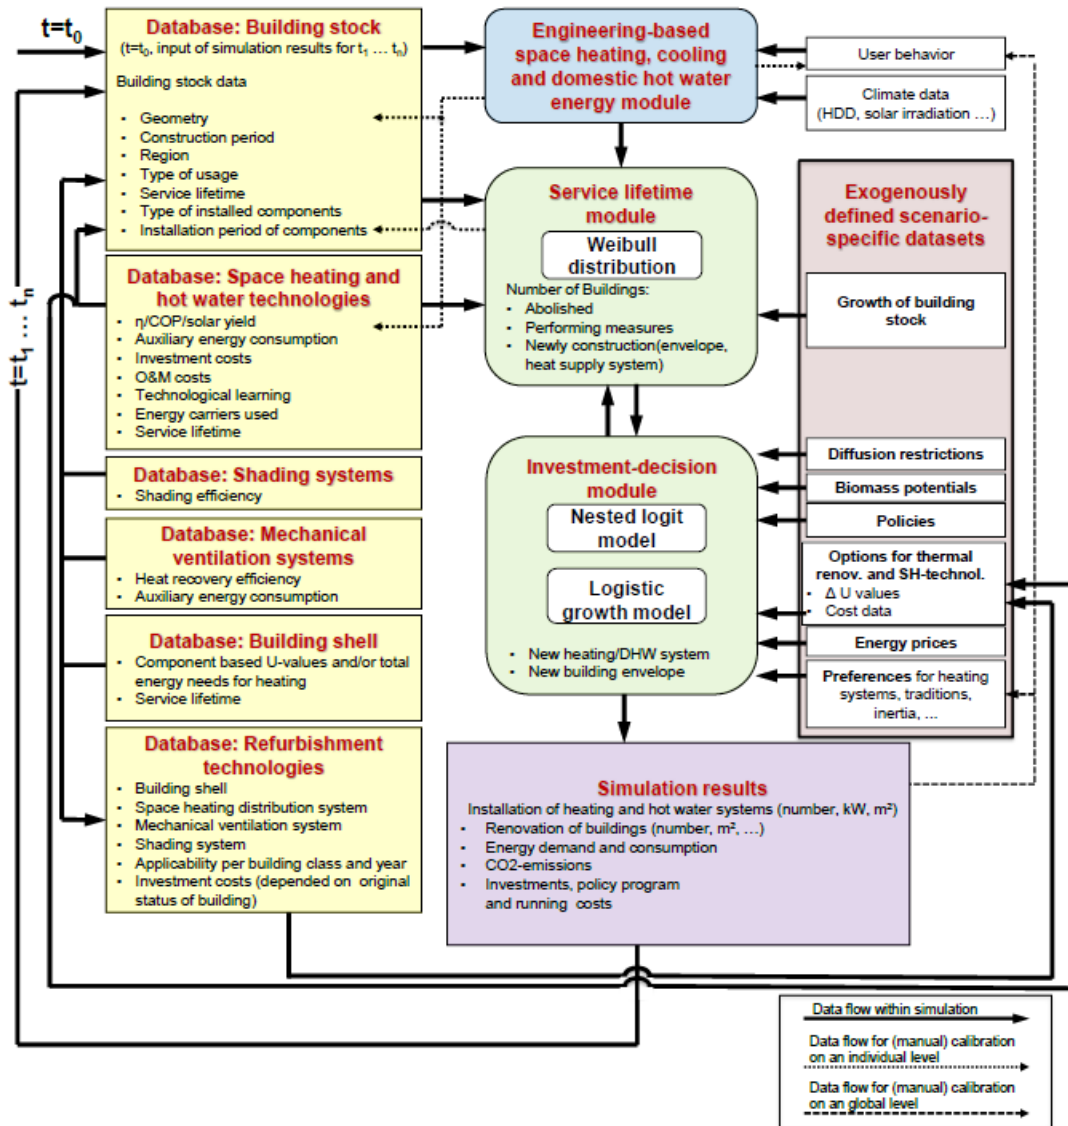 t=t0
Database: Building stock
(t=t0, input of simulation results for t1 … tn)
Building stock data
▪ Geometry
▪ Construction period
▪ Region
▪ Type of usage
▪ Service lifetime
▪ Type of installed components
▪ Installation period of components
t=t1 … tn
Database: Space heating and
hot water technologies
▪ η/COP/solar yield
▪ Auxiliary energy consumption
▪ Investment costs
▪ O&M costs
▪ Technological learning
▪ Energy carriers used
▪ Service lifetime
Database: Shading systems
▪ Shading efficiency
Database: Mechanical
ventilation systems
▪ Heat recovery efficiency
▪ Auxiliary energy consumption
Database: Building shell
▪ Component based U-values and/or total
energy needs for heating
▪ Service lifetime
Database: Refurbishment
technologies
▪ Building shell
▪ Space heating distribution system
▪ Mechanical ventilation system
▪ Shading system
▪ Applicability per building class and year
▪ Investment costs (depended on original
status of building)
Engineering-based
space heating, cooling
and domestic hot water
energy module
Service lifetime
module
Weibull
distribution
Number of Buildings:
▪ Abolished
▪ Performing measures
▪ Newly construction(envelope,
heat supply system)
Investment-decision
module
Nested logit
model
Logistic
growth model
▪ New heating/DHW system
▪ New building envelope
Simulation results
Installation of heating and hot water systems (number, kW, m²)
▪ Renovation of buildings (number, m², …)
▪ Energy demand and consumption
▪ CO2-emissions
▪ Investments, policy program
and running costs
User behavior
Climate data
(HDD, solar irradiation …)
Exogenously
defined scenario-
specific datasets
Growth of building
stock
Diffusion restrictions
Biomass potentials
Policies
Options for thermal
renov. and SH-technol.
▪ Δ U values
▪ Cost data
Energy prices
Preferences for heating
systems, traditions,
inertia, ...
Data flow within simulation
Data flow for (manual) calibration
on an individual level
Data flow for (manual) calibration
on an global level